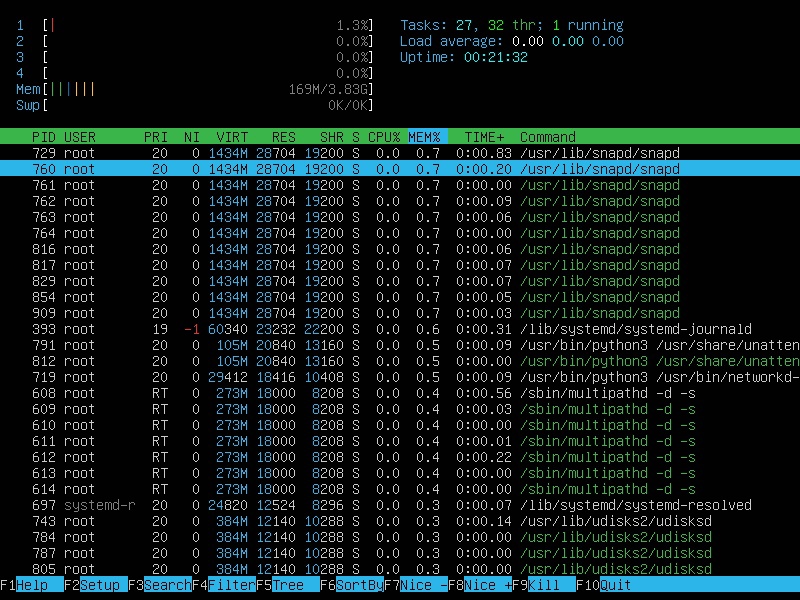 1 [| 1.3%] Tasks: 27, 32 thr; 1 running
2 [ 0.0%] Load average: 0.00 0.00 0.00
3 [ 0.0%] Uptime: 00:21:32
4 [ 0.0%]
Mem[|||||| 169M/3.83G]
Swp[ 0K/0K]
PID USER PRI NI VIRT RES SHR S CPU% MEM% TIME+ Command
729 root 20 0 1434M 28704 19200 S 0.0 0.7 0:00.83 /usr/lib/snapd/snapd
760 root 20 0 1434M 28704 19200 S 0.0 0.7 0:00.20 /usr/lib/snapd/snapd
761 root 20 0 1434M 28704 19200 S 0.0 0.7 0:00.00 /usr/lib/snapd/snapd
762 root 20 0 1434M 28704 19200 S 0.0 0.7 0:00.09 /usr/lib/snapd/snapd
763 root 20 0 1434M 28704 19200 S 0.0 0.7 0:00.06 /usr/lib/snapd/snapd
764 root 20 0 1434M 28704 19200 S 0.0 0.7 0:00.00 /usr/lib/snapd/snapd
816 root 20 0 1434M 28704 19200 S 0.0 0.7 0:00.06 /usr/lib/snapd/snapd
817 root 20 0 1434M 28704 19200 S 0.0 0.7 0:00.07 /usr/lib/snapd/snapd
829 root 20 0 1434M 28704 19200 S 0.0 0.7 0:00.07 /usr/lib/snapd/snapd
854 root 20 0 1434M 28704 19200 S 0.0 0.7 0:00.05 /usr/lib/snapd/snapd
909 root 20 0 1434M 28704 19200 S 0.0 0.7 0:00.03 /usr/lib/snapd/snapd
393 root 19 -1 60340 23232 22200 S 0.0 0.6 0:00.31 /lib/systemd/systemd-journald
791 root 20 0 105M 20840 13160 S 0.0 0.5 0:00.09 /usr/bin/python3 /usr/share/unatten
812 root 20 0 105M 20840 13160 S 0.0 0.5 0:00.00 /usr/bin/python3 /usr/share/unatten
719 root 20 0 29412 18416 10408 S 0.0 0.5 0:00.09 /usr/bin/python3 /usr/bin/networkd-
608 root RT 0 273M 18000 8208 S 0.0 0.4 0:00.56 /sbin/multipathd -d -s
609 root RT 0 273M 18000 8208 S 0.0 0.4 0:00.03 /sbin/multipathd -d -s
610 root RT 0 273M 18000 8208 S 0.0 0.4 0:00.00 /sbin/multipathd -d -s
611 root RT 0 273M 18000 8208 S 0.0 0.4 0:00.01 /sbin/multipathd -d -s
612 root RT 0 273M 18000 8208 S 0.0 0.4 0:00.22 /sbin/multipathd -d -s
613 root RT 0 273M 18000 8208 S 0.0 0.4 0:00.00 /sbin/multipathd -d -s
614 root RT 0 273M 18000 8208 S 0.0 0.4 0:00.00 /sbin/multipathd -d -s
697 systemd-r 20 0 24820 12524 8296 S 0.0 0.3 0:00.07 /lib/systemd/systemd-resolved
743 root 20 0 384M 12140 10288 S 0.0 0.3 0:00.14 /usr/lib/udisks2/udisksd
784 root 20 0 384M 12140 10288 S 0.0 0.3 0:00.00 /usr/lib/udisks2/udisksd
787 root 20 0 384M 12140 10288 S 0.0 0.3 0:00.00 /usr/lib/udisks2/udisksd
805 root 20 0 384M 12140 10288 S 0.0 0.3 0:00.00 /usr/lib/udisks2/udisksd
F1Help F2Setup F3SearchF4FilterF5Tree F6SortByF7Nice -F8Nice +F9Kill F10Quit